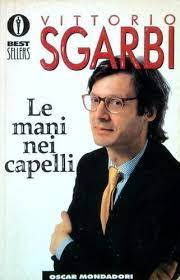 BEST
SELLERS
VITTORIO
SGARBI
Le
mani
nei
capelli
OSCAR MONDADORI